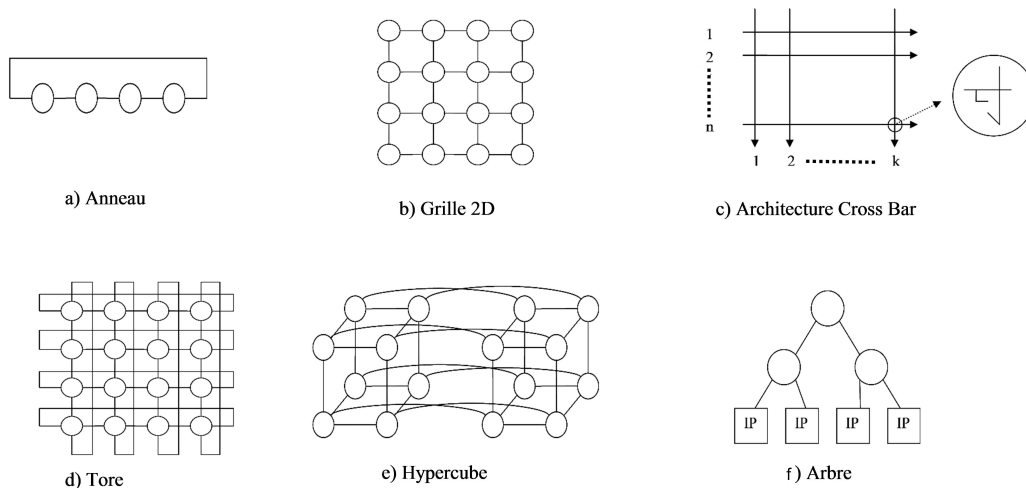 1
2
n
1 2 k
a) Anneau
b) Grille 2D
c) Architecture Cross Bar
IP IP IP IP
d) Tore
e) Hypercube
f) Arbre